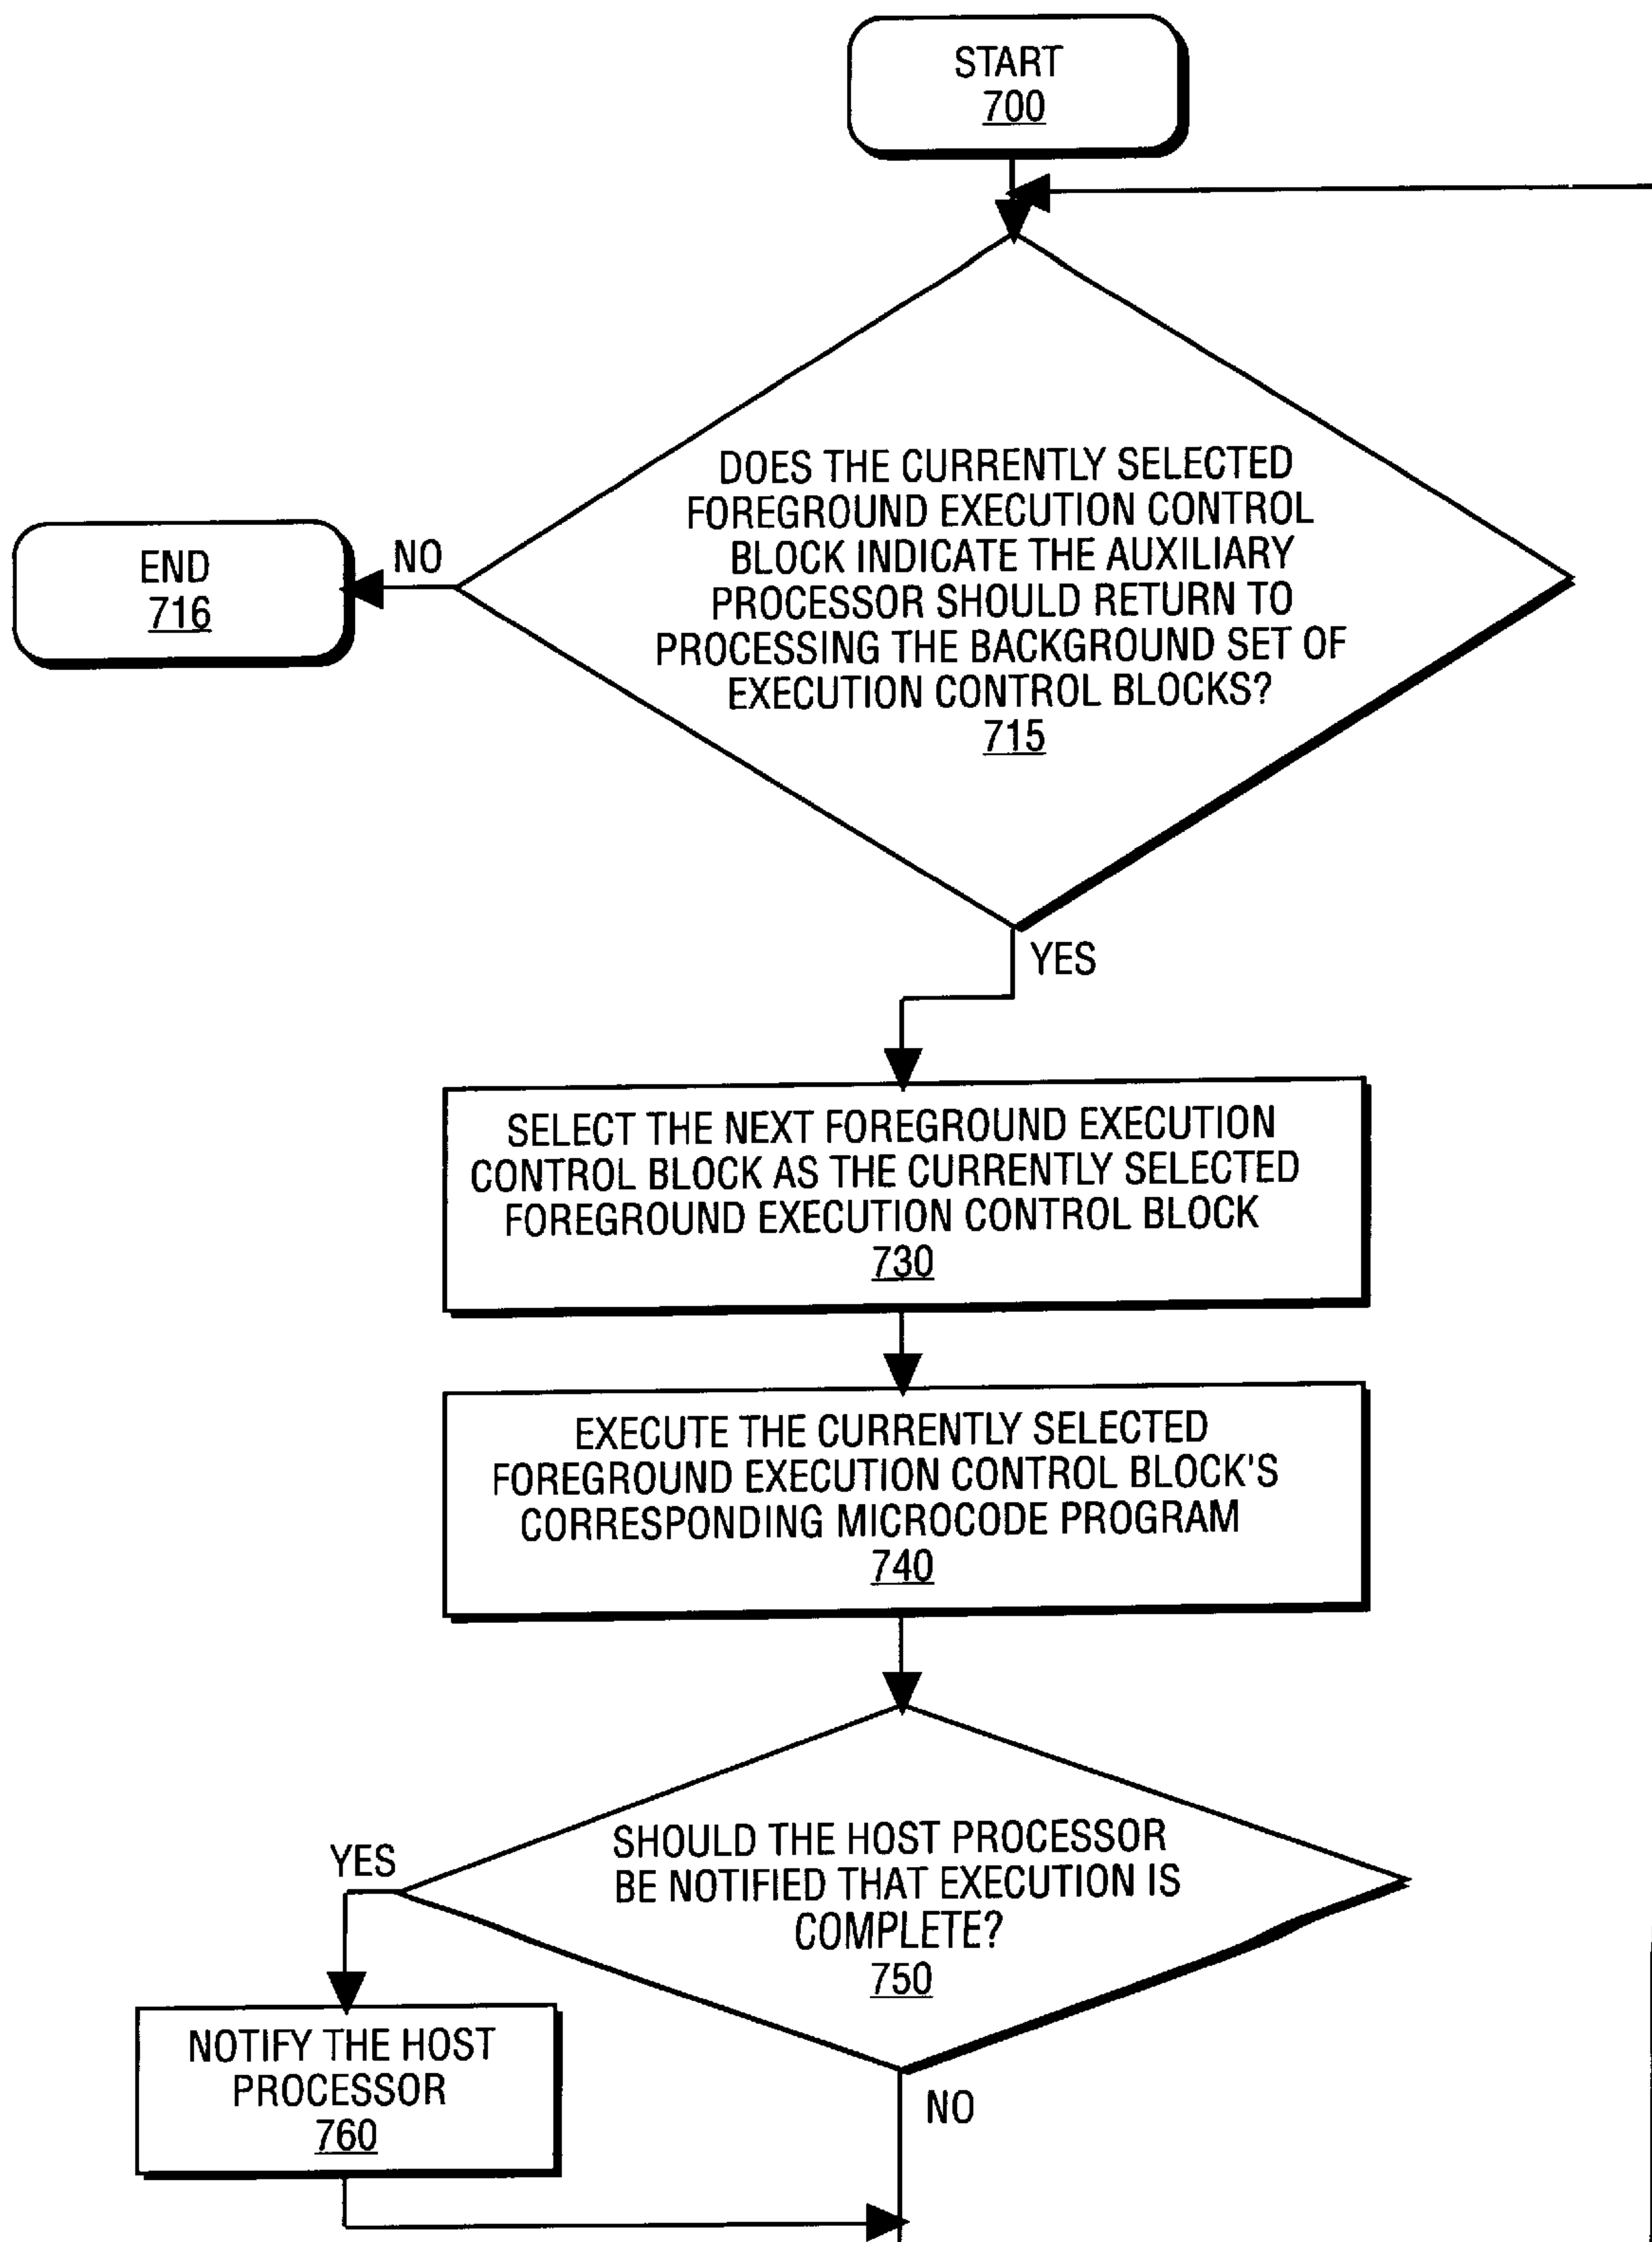 START
700
DOES THE CURRENTLY SELECTED
FOREGROUND EXECUTION CONTROL
BLOCK INDICATE THE AUXILIARY
PROCESSOR SHOULD RETURN TO
PROCESSING THE BACKGROUND SET OF
EXECUTION CONTROL BLOCKS?
715
NO
END
716
YES
SELECT THE NEXT FOREGROUND EXECUTION
CONTROL BLOCK AS THE CURRENTLY SELECTED
FOREGROUND EXECUTION CONTROL BLOCK
730
EXECUTE THE CURRENTLY SELECTED
FOREGROUND EXECUTION CONTROL BLOCK'S
CORRESPONDING MICROCODE PROGRAM
740
SHOULD THE HOST PROCESSOR
BE NOTIFIED THAT EXECUTION IS
COMPLETE?
750
YES
NOTIFY THE HOST
PROCESSOR
760
NO